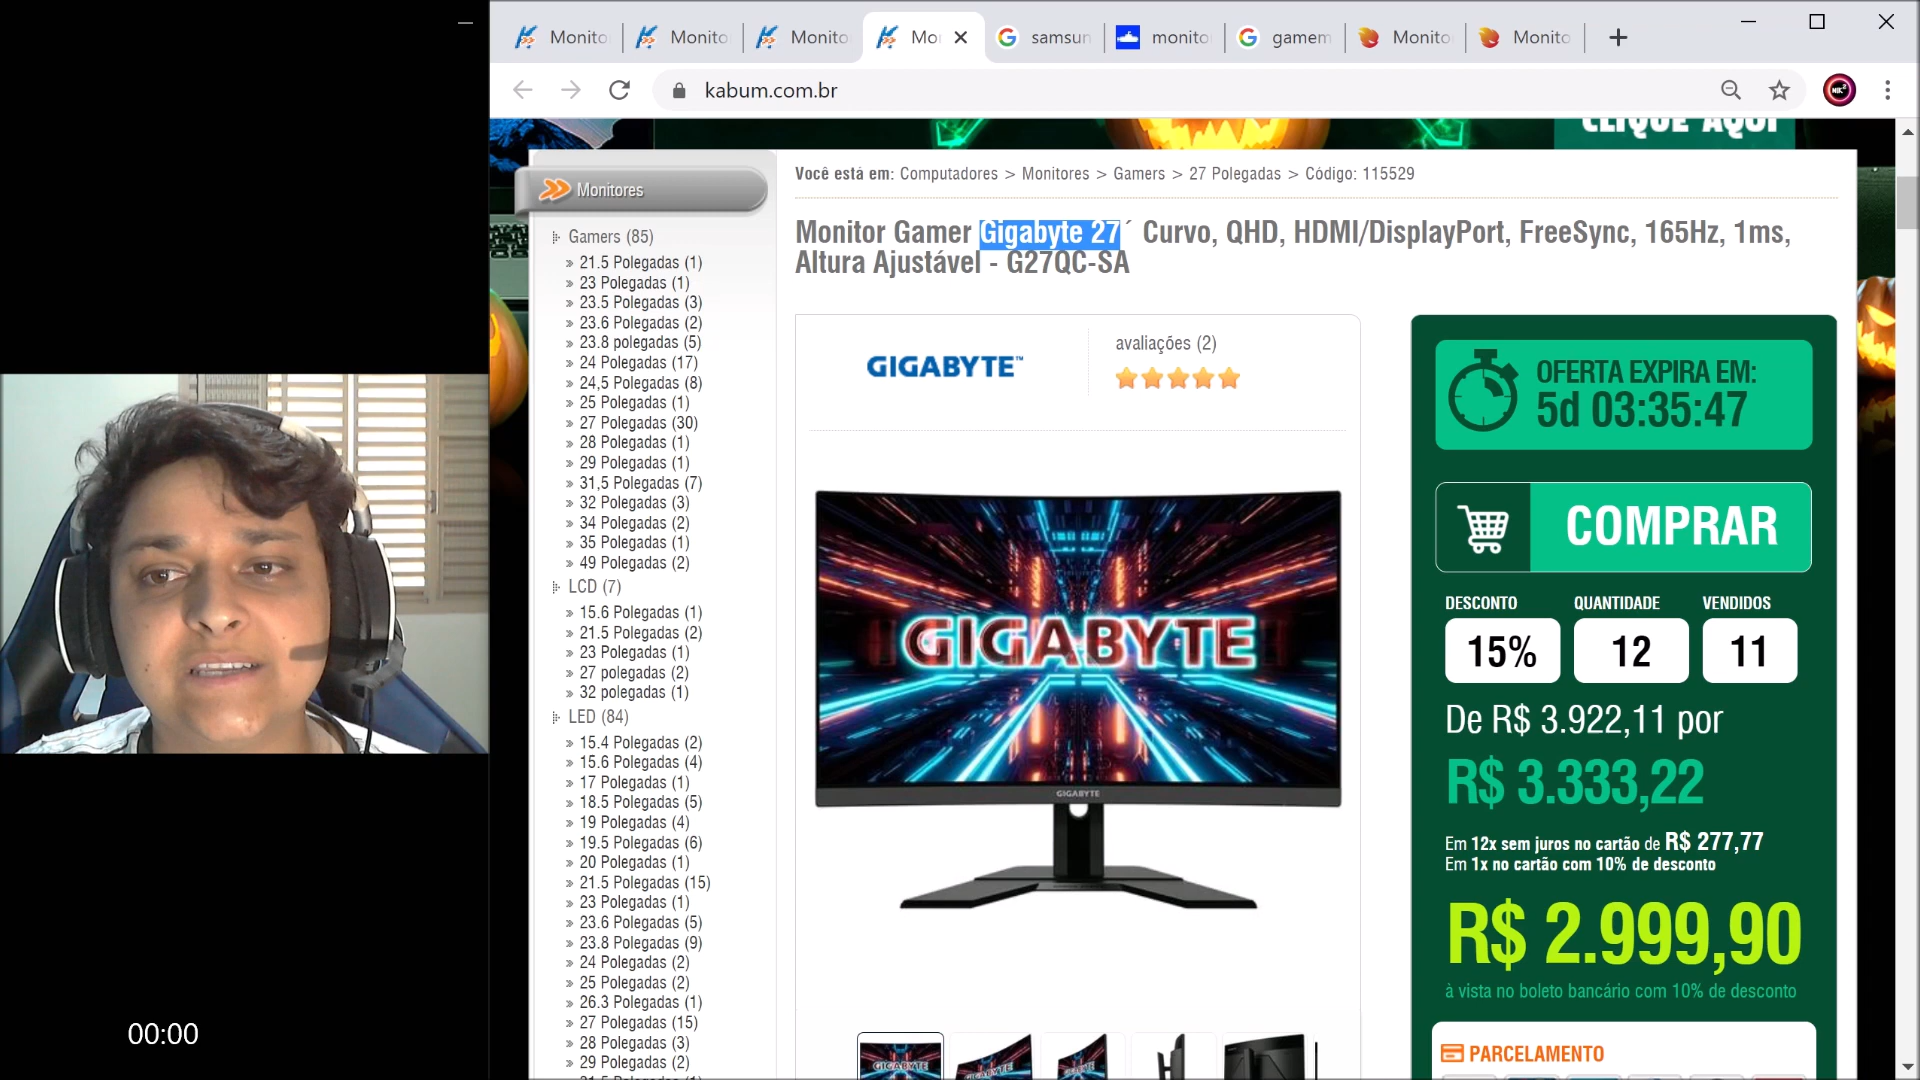 Monito
Monito
Monito
Mo
samsun
monito
gamem
Monito
Monito
kabum.com.br
CLIQUE AQUI
Monitores
Gamers (85)
21.5 Polegadas (1)
23 Polegadas (1)
23.5 Polegadas (3)
23.6 Polegadas (2)
23.8 polegadas (5)
24 Polegadas (17)
24,5 Polegadas (8)
25 Polegadas (1)
27 Polegadas (30)
28 Polegadas (1)
29 Polegadas (1)
31,5 Polegadas (7)
32 Polegadas (3)
34 Polegadas (2)
35 Polegadas (1)
49 Polegadas (2)
LCD (7)
15.6 Polegadas (1)
21.5 Polegadas (2)
23 Polegadas (1)
27 polegadas (2)
32 polegadas (1)
LED (84)
15.4 Polegadas (2)
15.6 Polegadas (4)
17 Polegadas (1)
18.5 Polegadas (5)
19 Polegadas (4)
19.5 Polegadas (6)
20 Polegadas (1)
21.5 Polegadas (15)
23 Polegadas (1)
23.6 Polegadas (5)
23.8 Polegadas (9)
24 Polegadas (2)
25 Polegadas (2)
26.3 Polegadas (1)
27 Polegadas (15)
28 Polegadas (3)
29 Polegadas (2)
Você está em: Computadores > Monitores > Gamers > 27 Polegadas > Código: 115529
Monitor Gamer Gigabyte 27´ Curvo, QHD, HDMI/DisplayPort, FreeSync, 165Hz, 1ms,
Altura Ajustável - G27QC-SA
GIGABYTE™
avaliações (2)
GIGABYTE
GIGABYTE
GIGABYTE
GIGABYTE
GIGABYTE
OFERTA EXPIRA EM:
5d 03:35:47
COMPRAR
DESCONTO QUANTIDADE VENDIDOS
15% 12 11
De R$ 3.922,11 por
R$ 3.333,22
Em 12x sem juros no cartão de R$ 277,77
Em 1x no cartão com 10% de desconto
R$ 2.999,90
à vista no boleto bancário com 10% de desconto
PARCELAMENTO
00:00